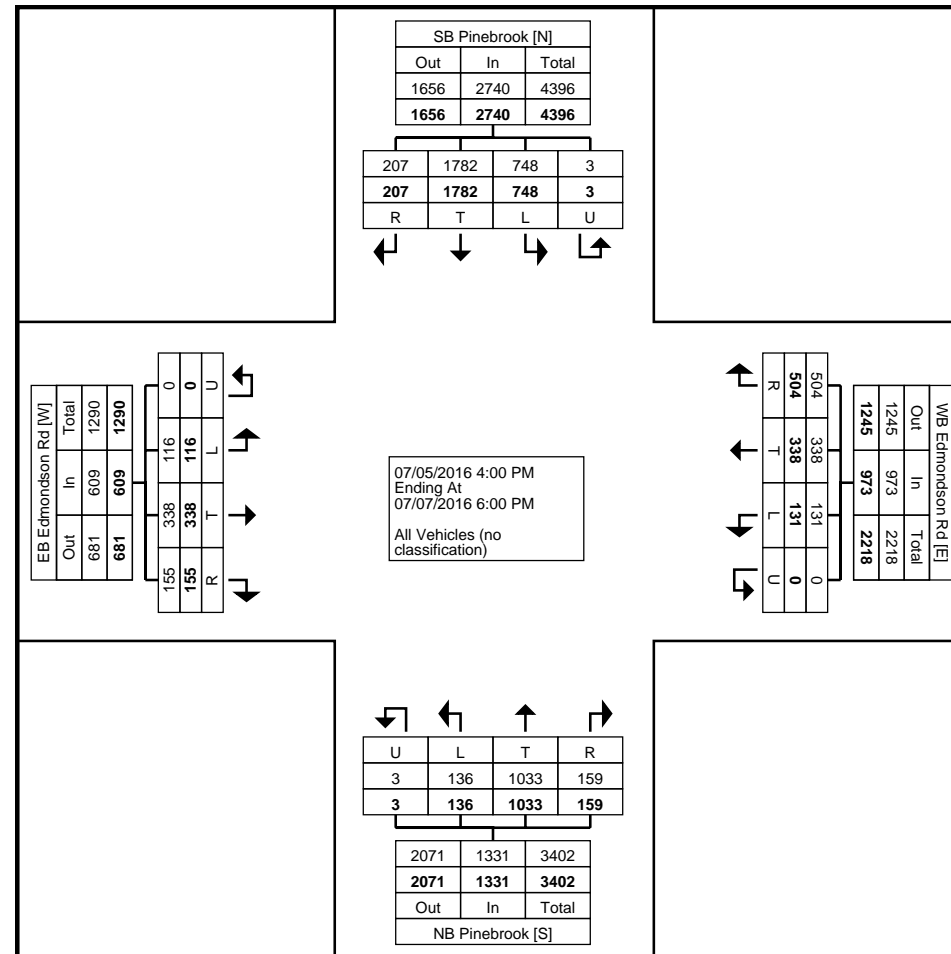 SB Pinebrook [N]
Out In Total
1656 2740 4396
1656 2740 4396
207 1782 748 3
207 1782 748 3
R T L U
EB Edmondson Rd [W]
Total In Out
1290 609 681
1290 609 681
0 116 338 155
0 116 338 155
U L T R
07/05/2016 4:00 PM
Ending At
07/07/2016 6:00 PM
All Vehicles (no
classification)
R T L U
504 338 131 0
504 338 131 0
1245 973 2218
1245 973 2218
Out In Total
WB Edmondson Rd [E]
U L T R
3 136 1033 159
3 136 1033 159
2071 1331 3402
2071 1331 3402
Out In Total
NB Pinebrook [S]